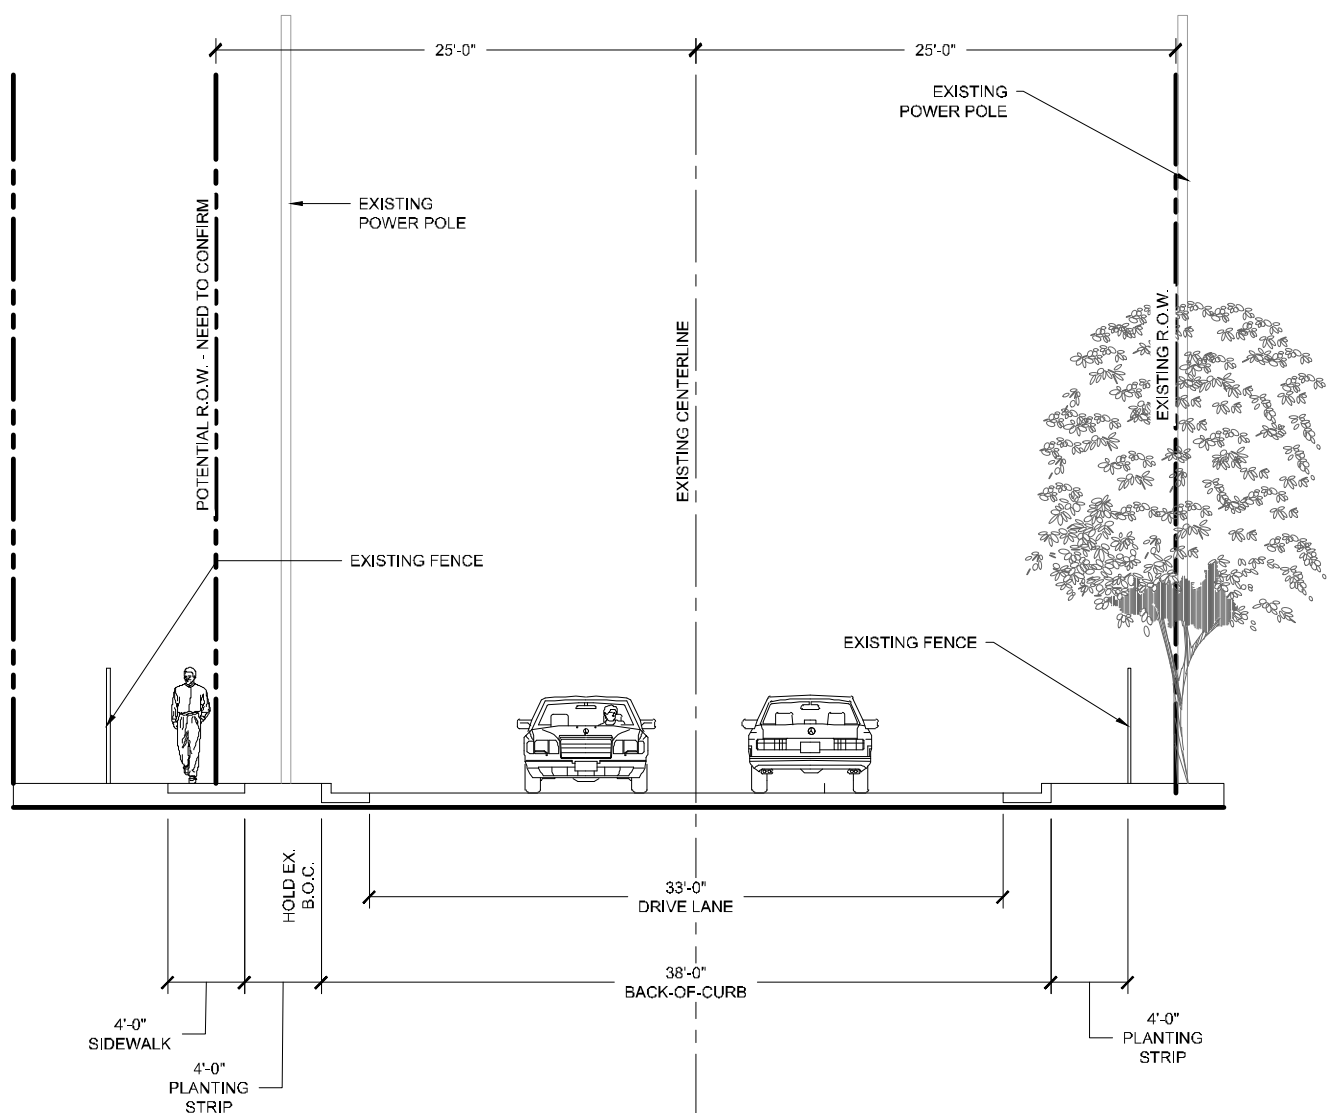 25'-0"
25'-0"
EXISTING
POWER POLE
EXISTING
POWER POLE
POTENTIAL R.O.W. - NEED TO CONFIRM
EXISTING CENTERLINE
EXISTING R.O.W.
EXISTING FENCE
EXISTING FENCE
HOLD EX.
B.O.C.
33'-0"
DRIVE LANE
38'-0"
BACK-OF-CURB
4'-0"
SIDEWALK
4'-0"
PLANTING
STRIP
4'-0"
PLANTING
STRIP